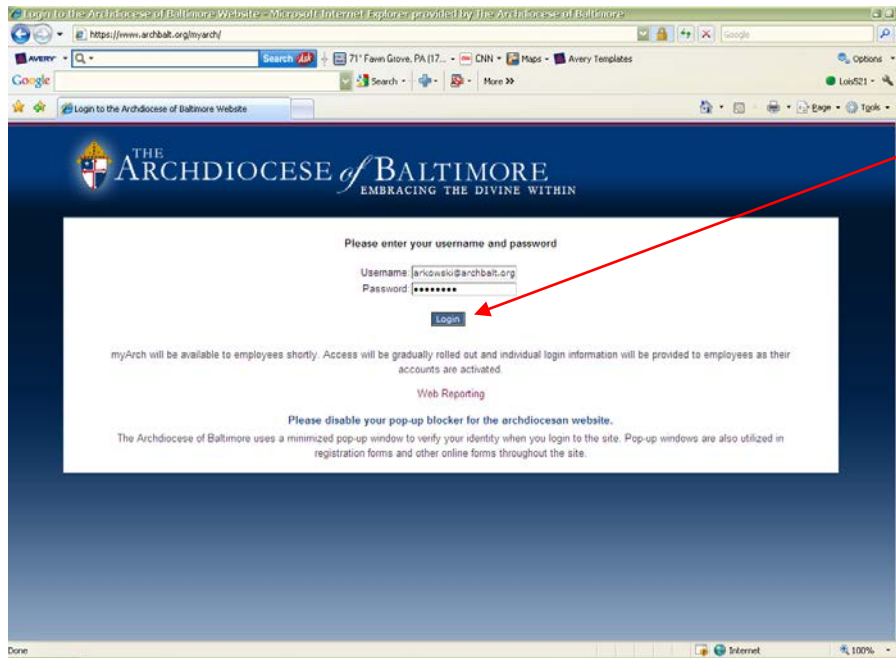 Login to the Archdiocese of Baltimore Website - Microsoft Internet Explorer provided by The Archdiocese of Baltimore
https://www.archbalt.org/myarch/
Google
AVERY Search 71° Fawn Grove, PA (17... CNN Maps Avery Templates Options
Google Search More >> Lois521
Login to the Archdiocese of Baltimore Website Page Tools
THE
ARCHDIOCESE of BALTIMORE
EMBRACING THE DIVINE WITHIN
Please enter your username and password
Username: arkowski@archbalt.org
Password: ••••••••
Login
myArch will be available to employees shortly. Access will be gradually rolled out and individual login information will be provided to employees as their
accounts are activated.
Web Reporting
Please disable your pop-up blocker for the archdiocesan website.
The Archdiocese of Baltimore uses a minimized pop-up window to verify your identity when you login to the site. Pop-up windows are also utilized in
registration forms and other online forms throughout the site.
Done Internet 100%